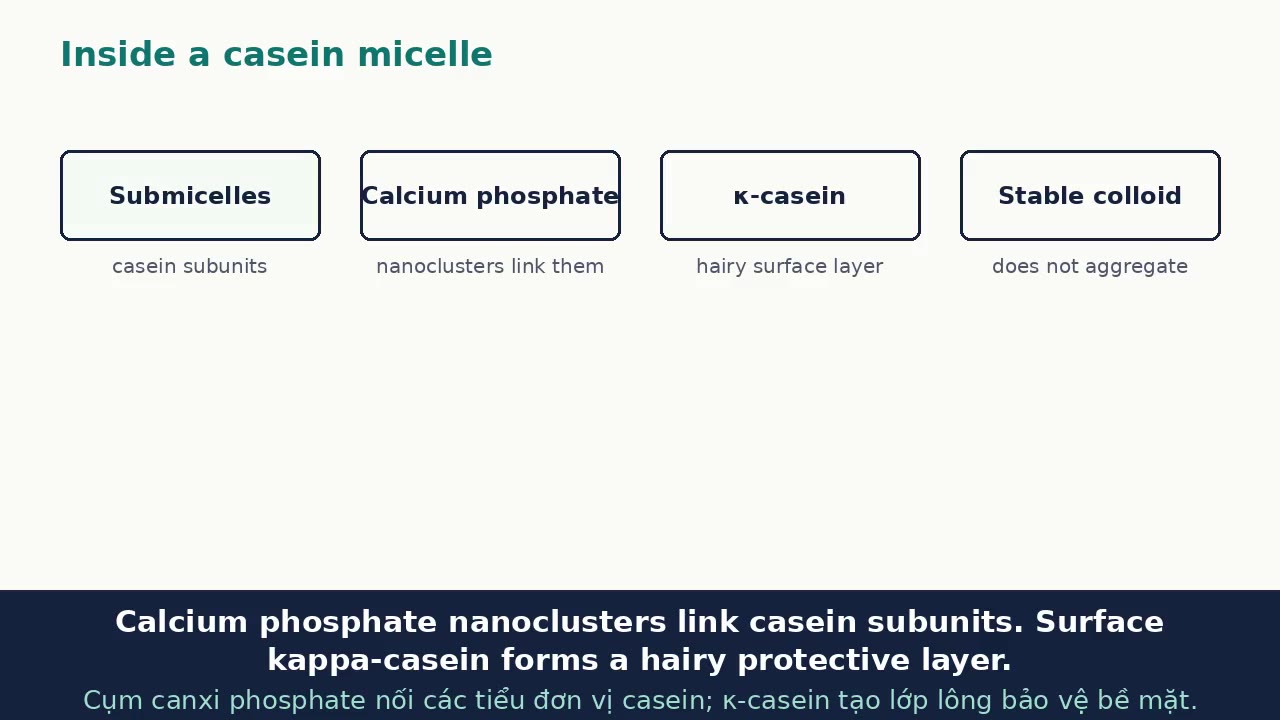 Inside a casein micelle
Submicelles
Calcium phosphate
κ-casein
Stable colloid
casein subunits
nanoclusters link them
hairy surface layer
does not aggregate
Calcium phosphate nanoclusters link casein subunits. Surface
kappa-casein forms a hairy protective layer.
Cụm canxi phosphate nối các tiểu đơn vị casein; κ-casein tạo lớp lông bảo vệ bề mặt.